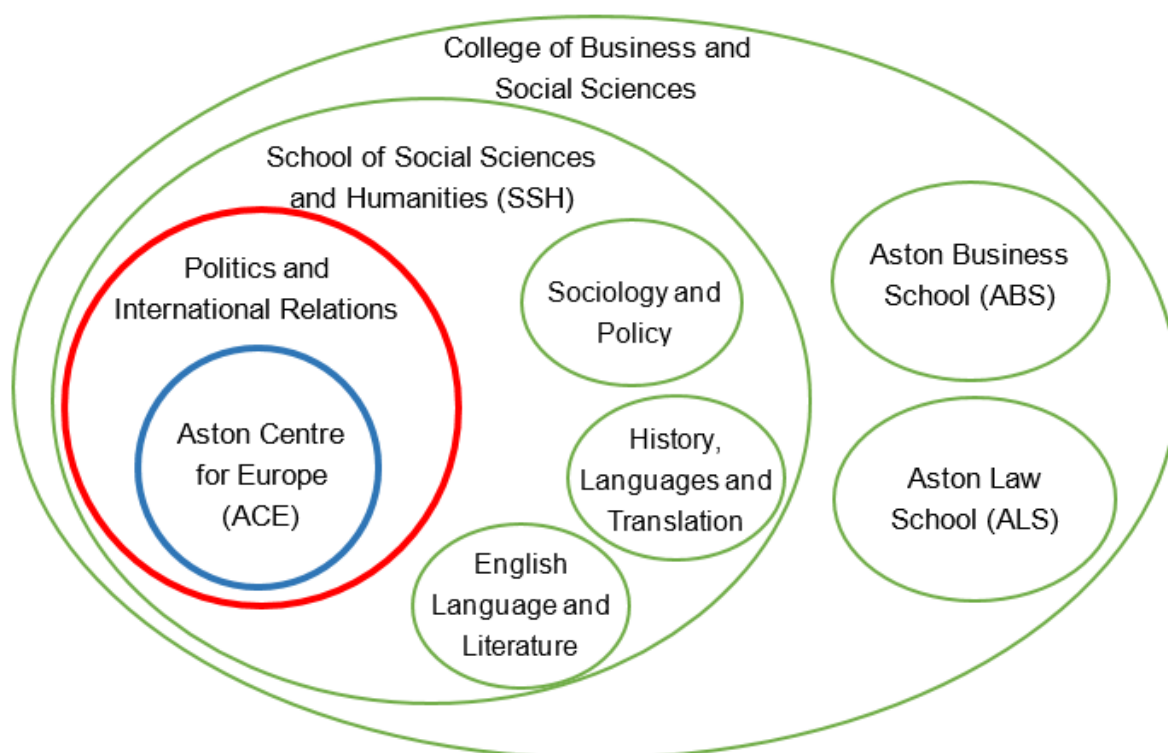 College of Business and
Social Sciences
School of Social Sciences
and Humanities (SSH)
Politics and
International Relations
Aston Centre
for Europe
(ACE)
Sociology and
Policy
History,
Languages and
Translation
English
Language and
Literature
Aston Business
School (ABS)
Aston Law
School (ALS)